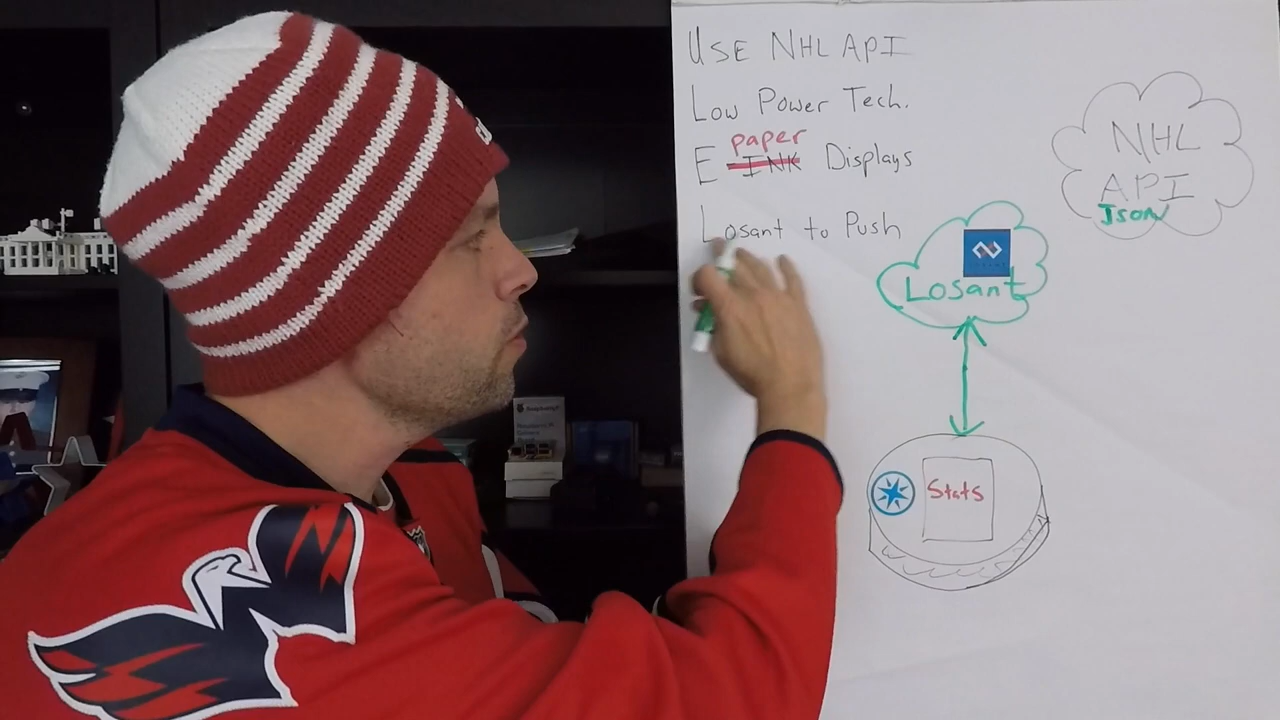 USE NHL API
Low Power Tech.
paper
E INK Displays
Losant to Push
NHL
API
Json
Losant
Stats